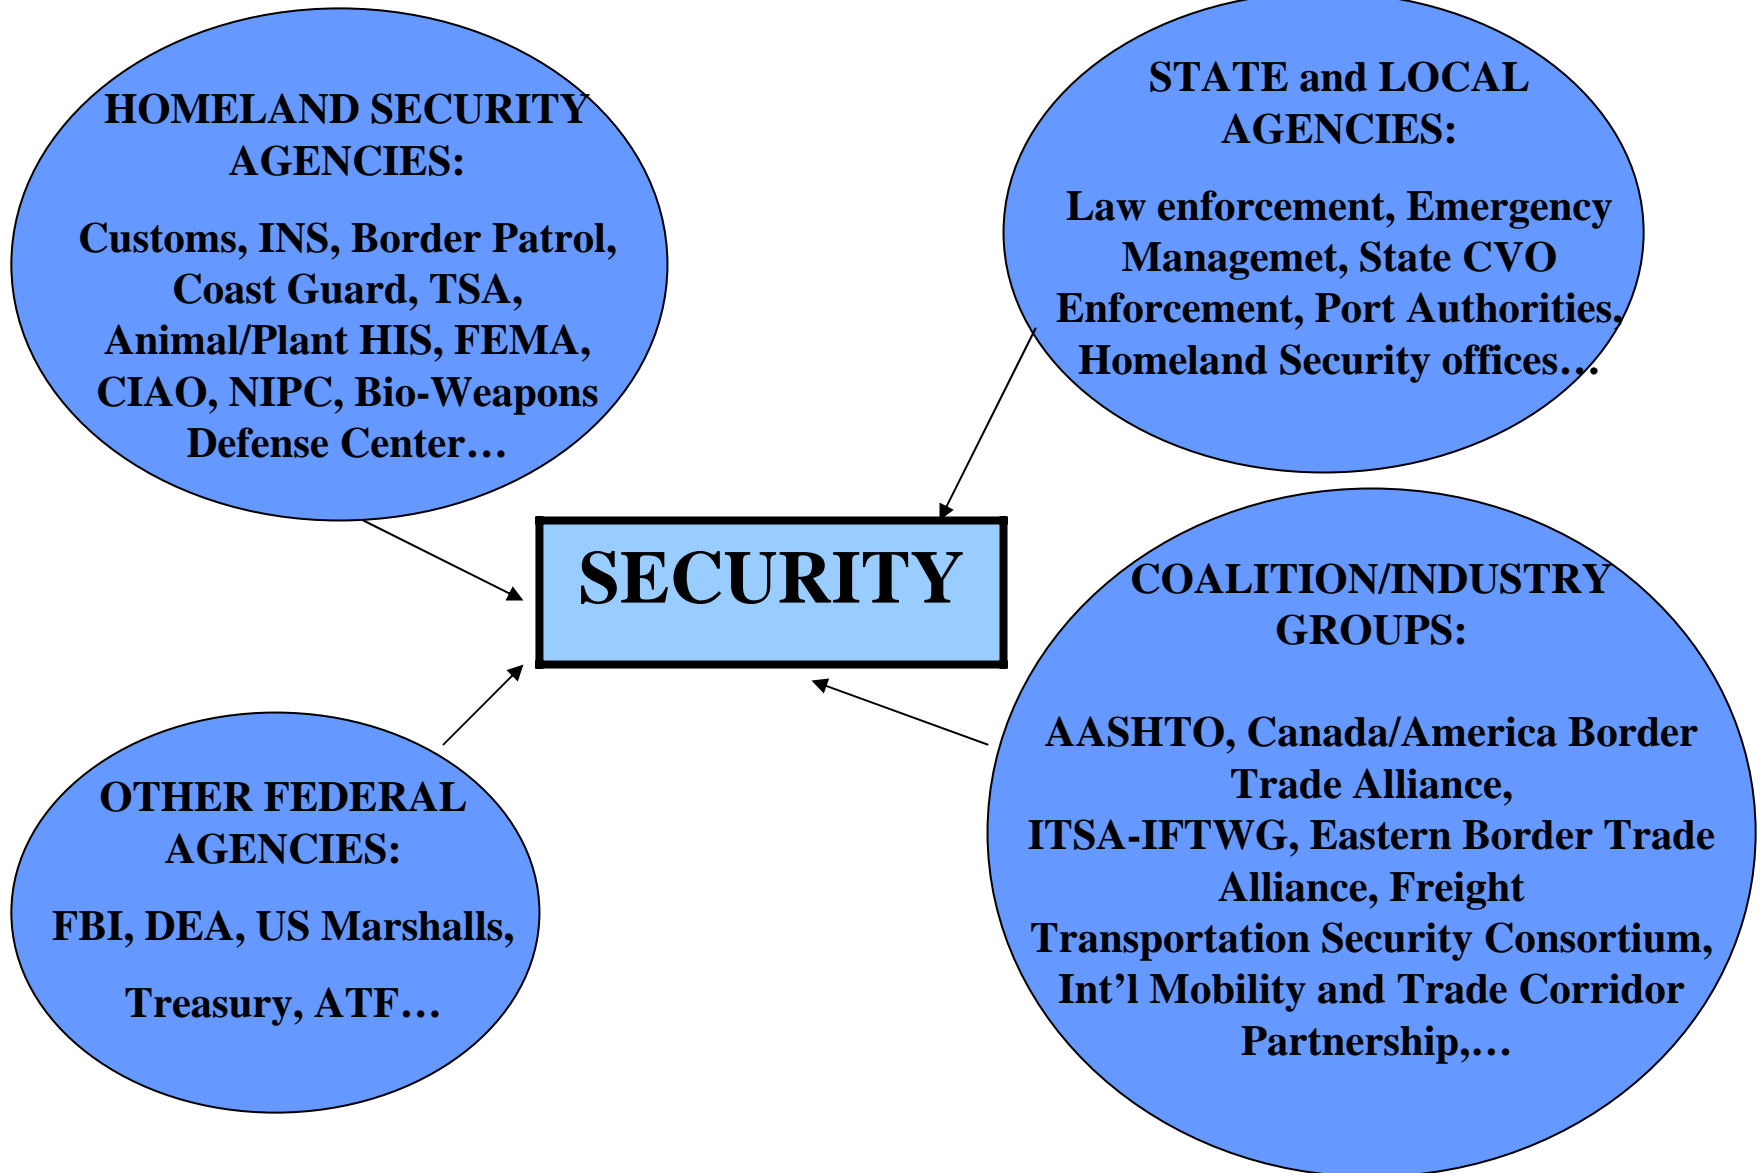 HOMELAND SECURITY
AGENCIES:
Customs, INS, Border Patrol,
Coast Guard, TSA,
Animal/Plant HIS, FEMA,
CIAO, NIPC, Bio-Weapons
Defense Center…
STATE and LOCAL
AGENCIES:
Law enforcement, Emergency
Managemet, State CVO
Enforcement, Port Authorities,
Homeland Security offices…
SECURITY
OTHER FEDERAL
AGENCIES:
FBI, DEA, US Marshalls,
Treasury, ATF…
COALITION/INDUSTRY
GROUPS:
AASHTO, Canada/America Border
Trade Alliance,
ITSA-IFTWG, Eastern Border Trade
Alliance, Freight
Transportation Security Consortium,
Int’l Mobility and Trade Corridor
Partnership,…